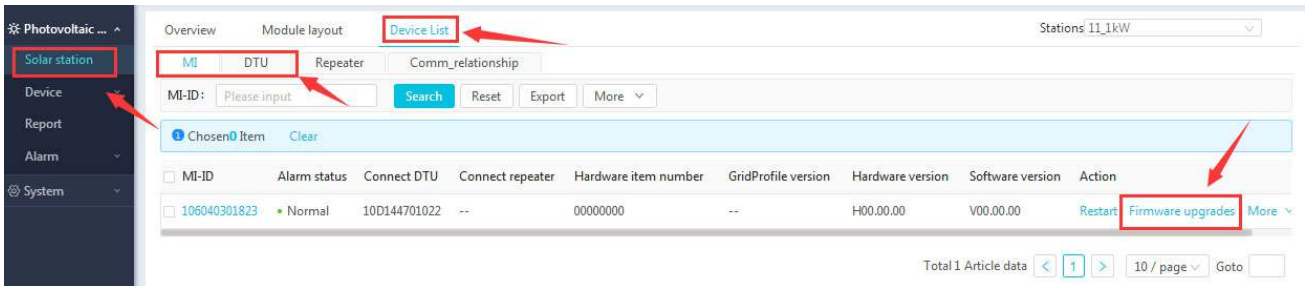 Photovoltaic ...
Solar station
Device
Report
Alarm
System
Overview Module layout Device List Stations 11_1kW
MI DTU Repeater Comm_relationship
MI-ID: Please input Search Reset Export More
Chosen0 Item Clear
MI-ID Alarm status Connect DTU Connect repeater Hardware item number GridProfile version Hardware version Software version Action
106040301823 Normal 10D144701022 -- 00000000 -- H00.00.00 V00.00.00 Restart Firmware upgrades More
Total 1 Article data < 1 > 10 / page Goto